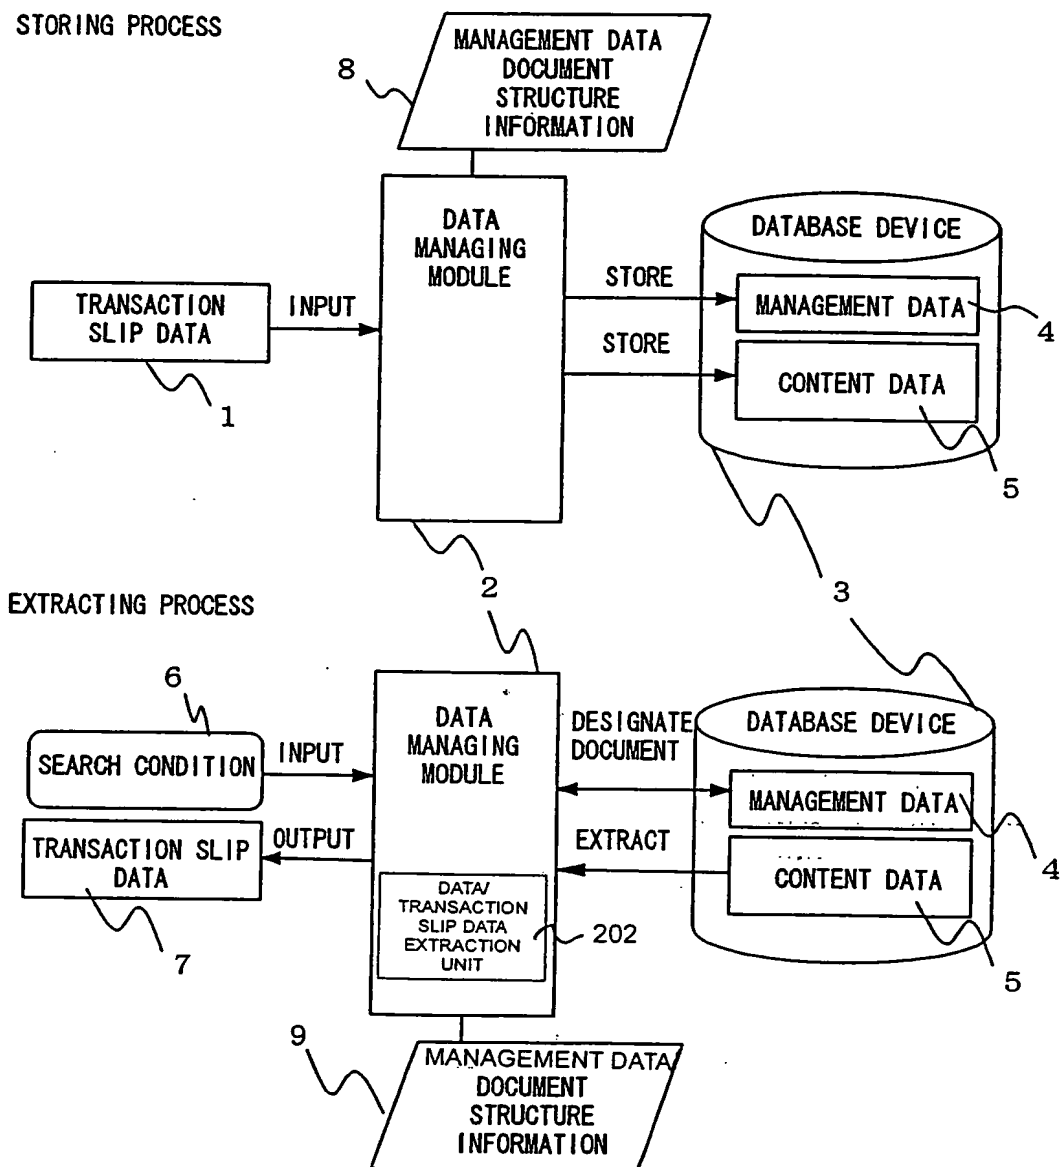 STORING PROCESS
MANAGEMENT DATA
DOCUMENT
STRUCTURE
INFORMATION
8
DATA
MANAGING
MODULE
DATABASE DEVICE
TRANSACTION
SLIP DATA
INPUT
STORE
MANAGEMENT DATA
4
STORE
CONTENT DATA
1
5
2
3
EXTRACTING PROCESS
6
SEARCH CONDITION
INPUT
DATA
MANAGING
MODULE
DESIGNATE
DOCUMENT
DATABASE DEVICE
MANAGEMENT DATA
4
TRANSACTION SLIP
DATA
OUTPUT
EXTRACT
CONTENT DATA
7
DATA/
TRANSACTION
SLIP DATA
EXTRACTION
UNIT
202
5
9
MANAGEMENT DATA
DOCUMENT
STRUCTURE
INFORMATION